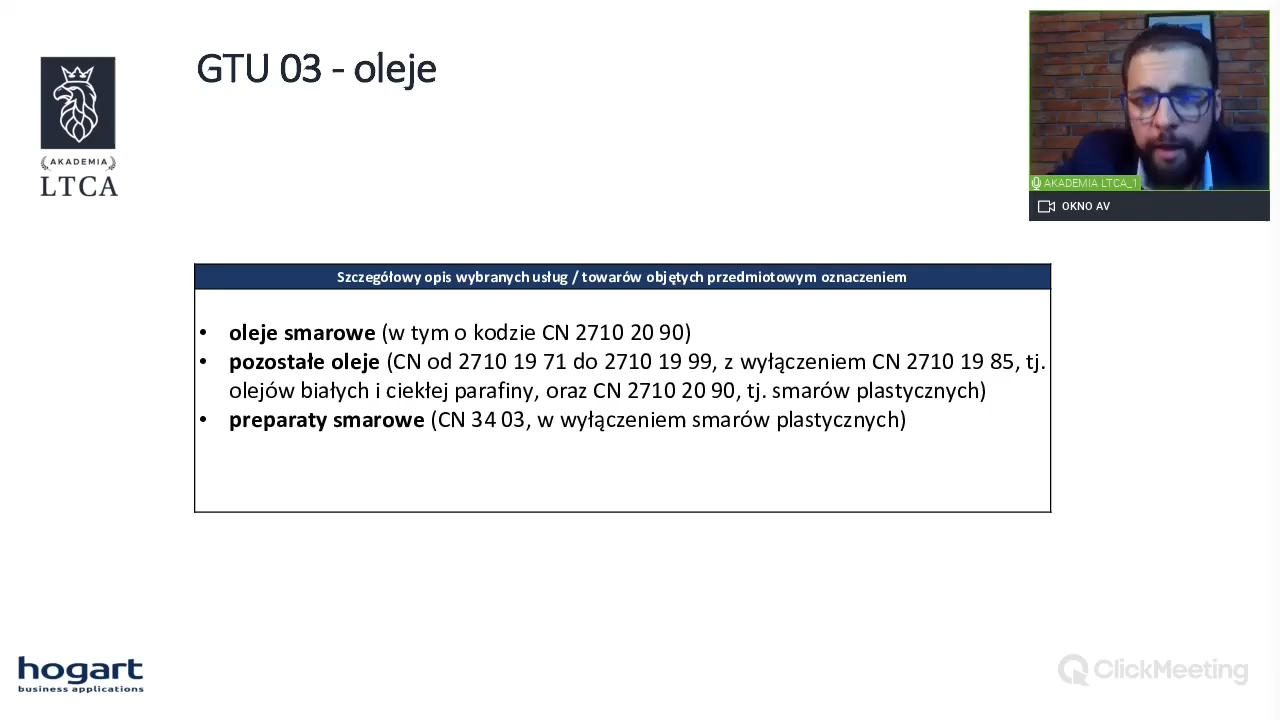 GTU 03 - oleje
AKADEMIA
LTCA
AKADEMIA LTCA_1
OKNO AV
Szczegółowy opis wybranych usług / towarów objętych przedmiotowym oznaczeniem
• oleje smarowe (w tym o kodzie CN 2710 20 90)
• pozostałe oleje (CN od 2710 19 71 do 2710 19 99, z wyłączeniem CN 2710 19 85, tj.
olejów białych i ciekłej parafiny, oraz CN 2710 20 90, tj. smarów plastycznych)
• preparaty smarowe (CN 34 03, w wyłączeniem smarów plastycznych)
hogart
business applications
ClickMeeting